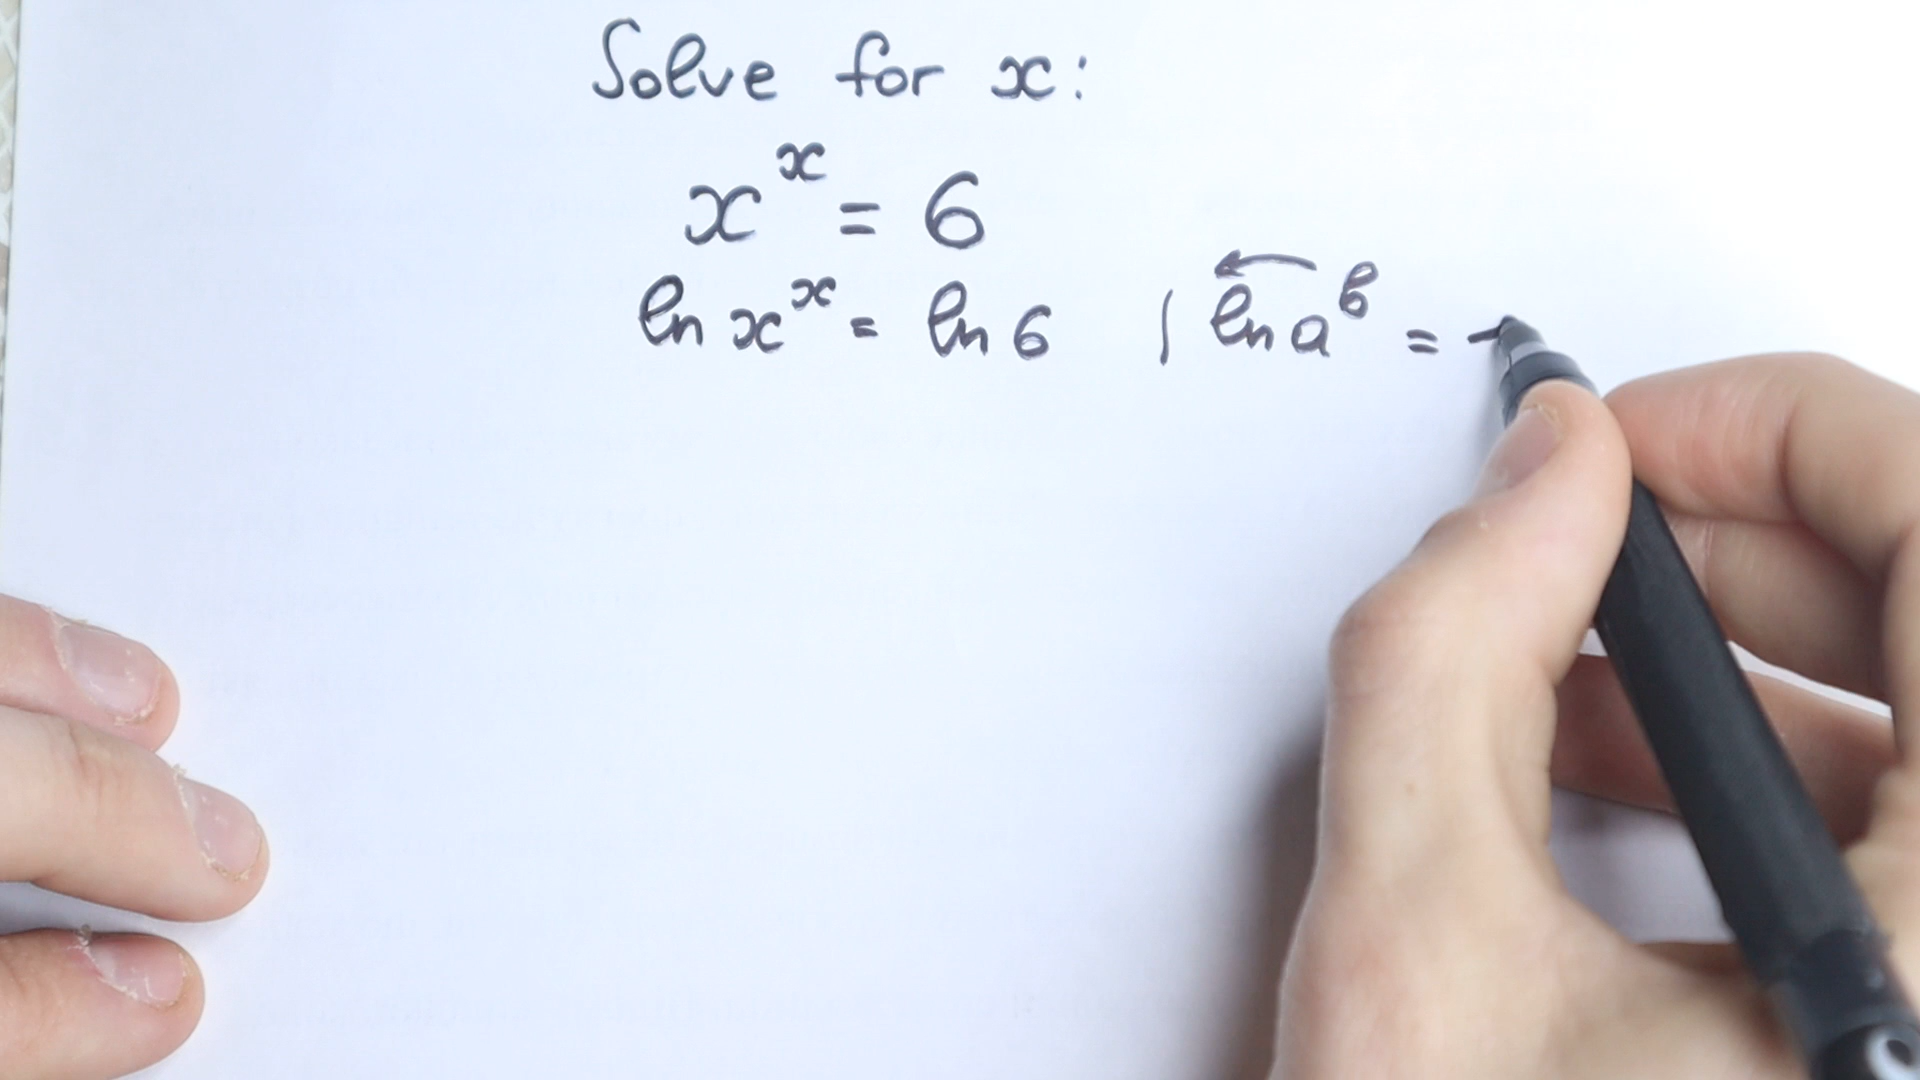 Solve for x:
x^x = 6
ln x^x = ln 6 | ln a^b =